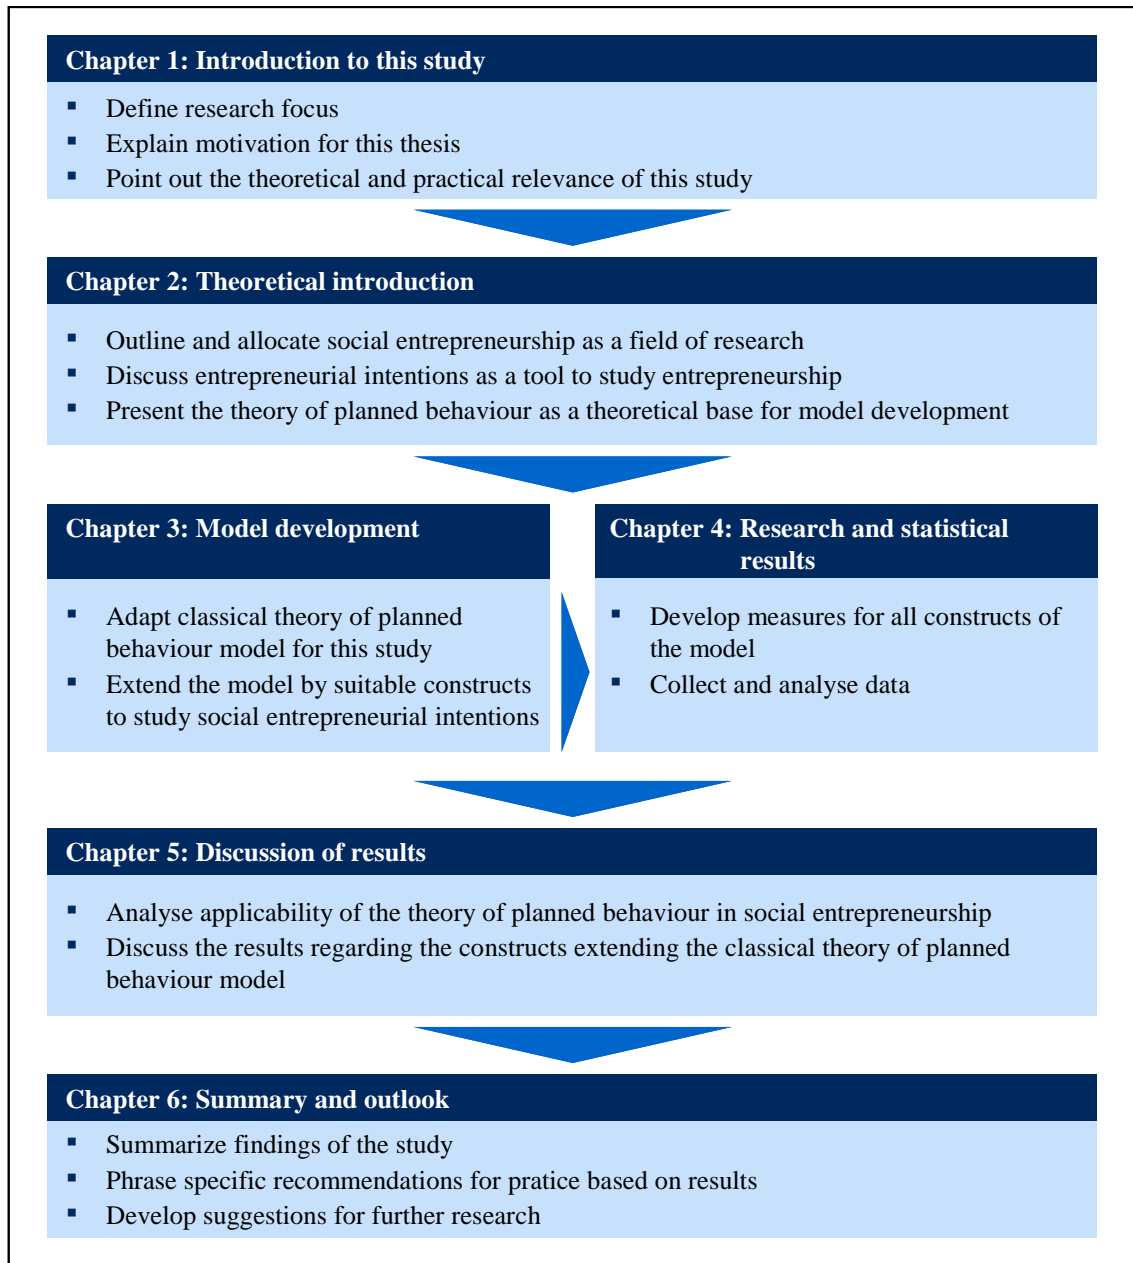 Chapter 1: Introduction to this study
▪ Define research focus
▪ Explain motivation for this thesis
▪ Point out the theoretical and practical relevance of this study
Chapter 2: Theoretical introduction
▪ Outline and allocate social entrepreneurship as a field of research
▪ Discuss entrepreneurial intentions as a tool to study entrepreneurship
▪ Present the theory of planned behaviour as a theoretical base for model development
Chapter 3: Model development
▪ Adapt classical theory of planned
behaviour model for this study
▪ Extend the model by suitable constructs
to study social entrepreneurial intentions
Chapter 4: Research and statistical
results
▪ Develop measures for all constructs of
the model
▪ Collect and analyse data
Chapter 5: Discussion of results
▪ Analyse applicability of the theory of planned behaviour in social entrepreneurship
▪ Discuss the results regarding the constructs extending the classical theory of planned
behaviour model
Chapter 6: Summary and outlook
▪ Summarize findings of the study
▪ Phrase specific recommendations for pratice based on results
▪ Develop suggestions for further research